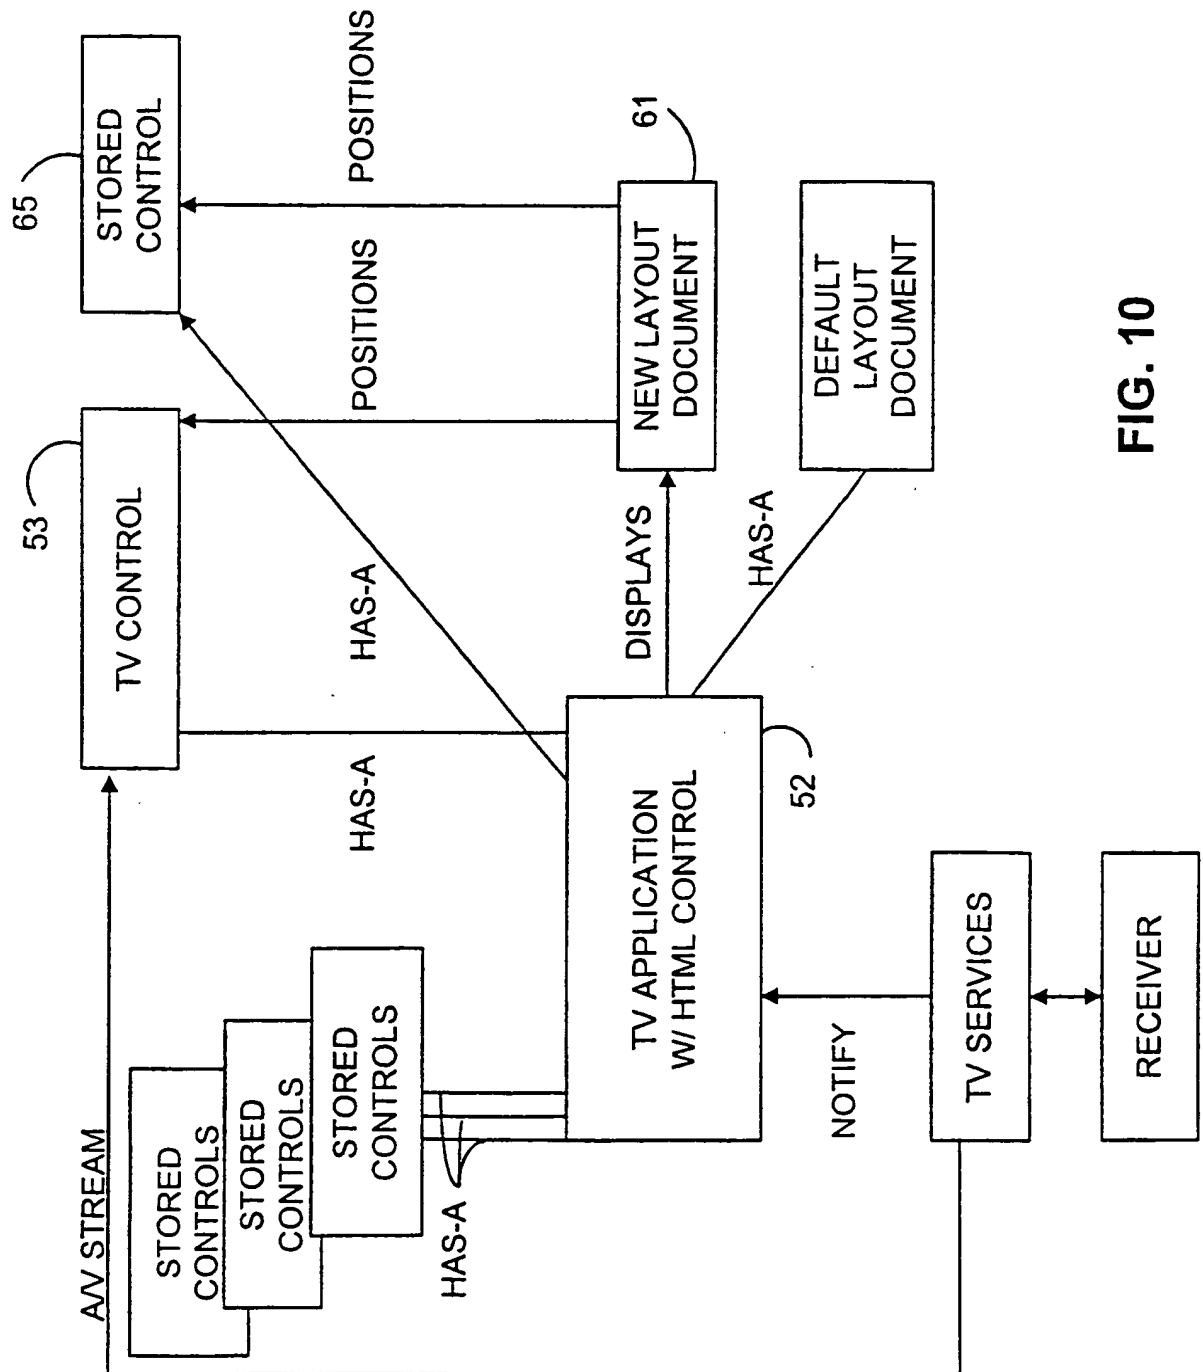 A/V STREAM
STORED
CONTROLS
STORED
CONTROLS
STORED
CONTROLS
HAS-A
TV CONTROL
53
STORED
CONTROL
65
HAS-A
HAS-A
POSITIONS
POSITIONS
TV APPLICATION
W/ HTML CONTROL
52
DISPLAYS
NEW LAYOUT
DOCUMENT
61
HAS-A
DEFAULT
LAYOUT
DOCUMENT
NOTIFY
TV SERVICES
RECEIVER
FIG. 10